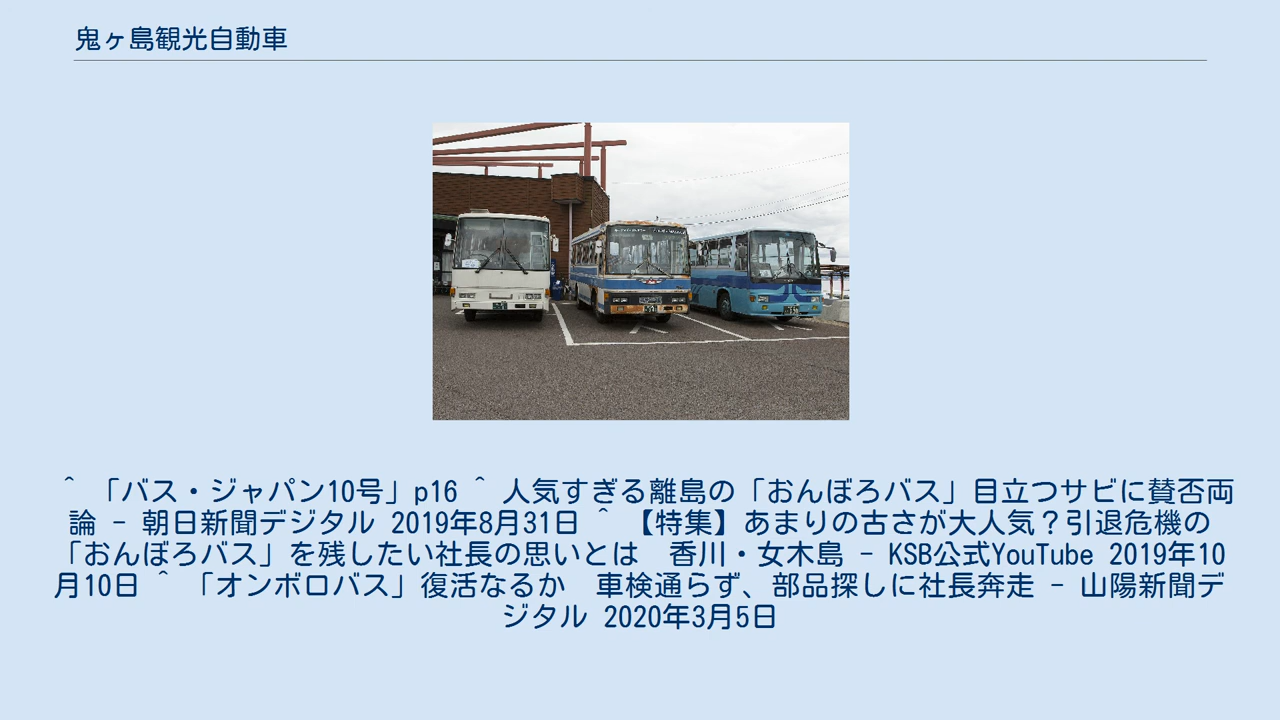 鬼ヶ島観光自動車
^ 「バス・ジャパン10号」p16 ^ 人気すぎる離島の「おんぼろバス」目立つサビに賛否両
論 - 朝日新聞デジタル 2019年8月31日 ^ 【特集】あまりの古さが大人気？引退危機の
「おんぼろバス」を残したい社長の思いとは　香川・女木島 - KSB公式YouTube 2019年10
月10日 ^ 「オンボロバス」復活なるか　車検通らず、部品探しに社長奔走 - 山陽新聞デ
ジタル 2020年3月5日